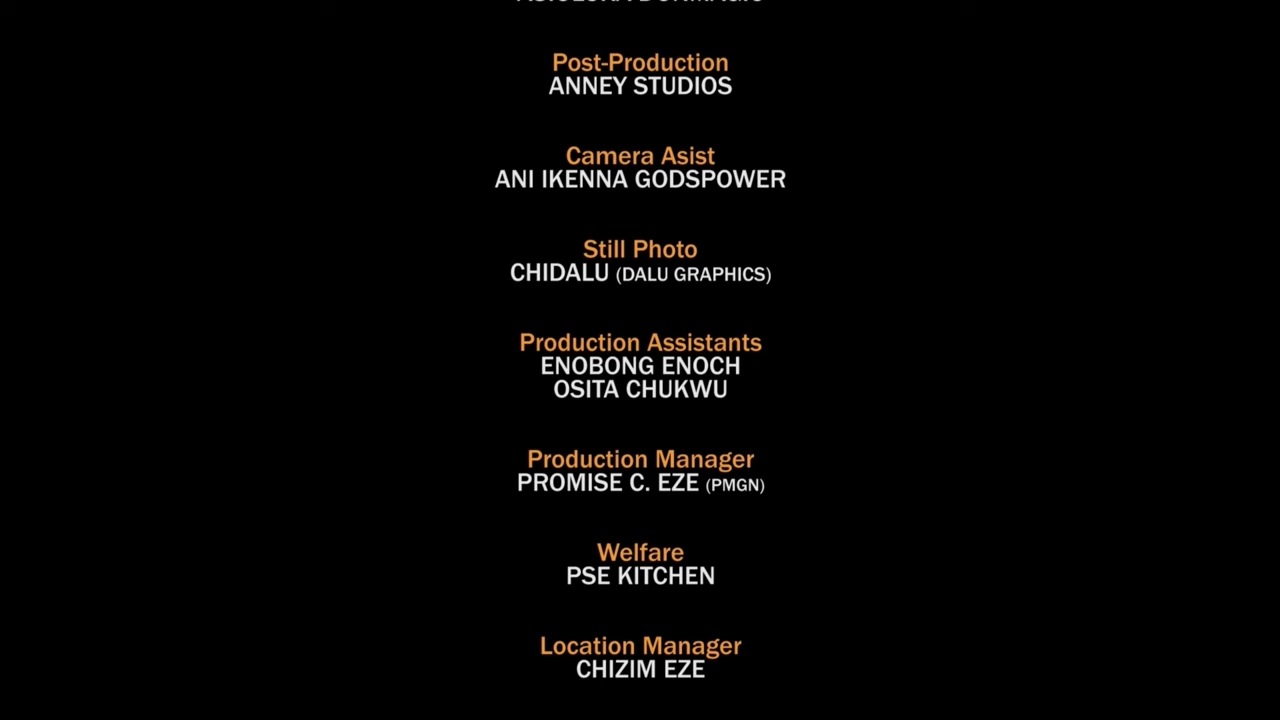 Post-Production
ANNEY STUDIOS
Camera Asist
ANI IKENNA GODSPOWER
Still Photo
CHIDALU (DALU GRAPHICS)
Production Assistants
ENOBONG ENOCH
OSITA CHUKWU
Production Manager
PROMISE C. EZE (PMGN)
Welfare
PSE KITCHEN
Location Manager
CHIZIM EZE